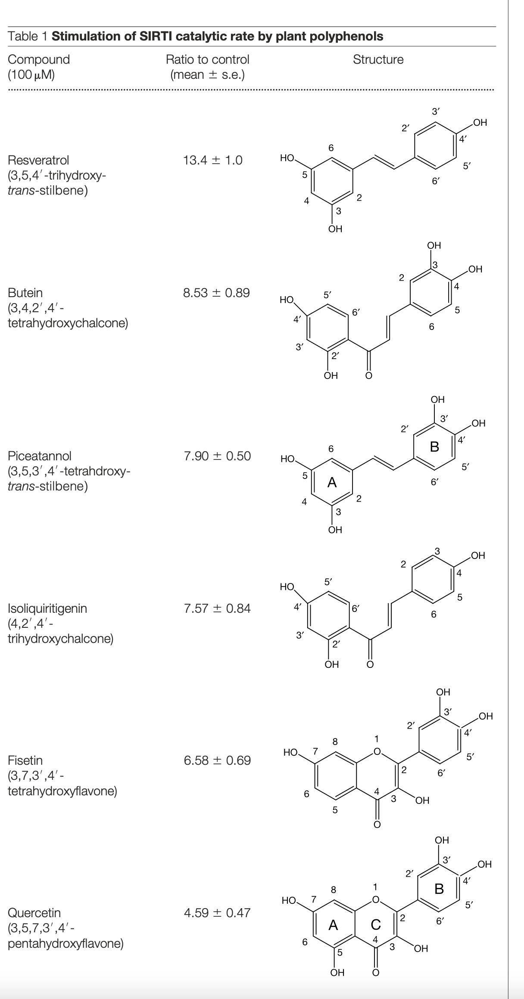 Table 1 Stimulation of SIRTI catalytic rate by plant polyphenols
Compound
(100 μM)
Ratio to control
(mean ± s.e.)
Structure
Resveratrol
(3,5,4′-trihydroxy-
trans-stilbene)
13.4 ± 1.0
3′
OH
2′
4′
6
HO
5′
5
6′
4
2
3
OH
Butein
(3,4,2′,4′-
tetrahydroxychalcone)
8.53 ± 0.89
OH
3
OH
2
4
5′
HO
5
6′
4′
6
3′
2′
OH
O
Piceatannol
(3,5,3′,4′-tetrahdroxy-
trans-stilbene)
7.90 ± 0.50
OH
3′
OH
2′
4′
B
6
HO
5′
5
A
6′
4
2
3
OH
Isoliquiritigenin
(4,2′,4′-
trihydroxychalcone)
7.57 ± 0.84
3
OH
2
4
5′
HO
5
4′
6′
6
3′
2′
OH
O
Fisetin
(3,7,3′,4′-
tetrahydroxyflavone)
6.58 ± 0.69
OH
3′
OH
2′
4′
1
8
7
HO
O
5′
2
6′
6
4
3
OH
5
O
Quercetin
(3,5,7,3′,4′-
pentahydroxyflavone)
4.59 ± 0.47
OH
3′
OH
2′
4′
1
B
8
7
HO
O
5′
2
6′
A
C
6
4
3
OH
5
OH
O